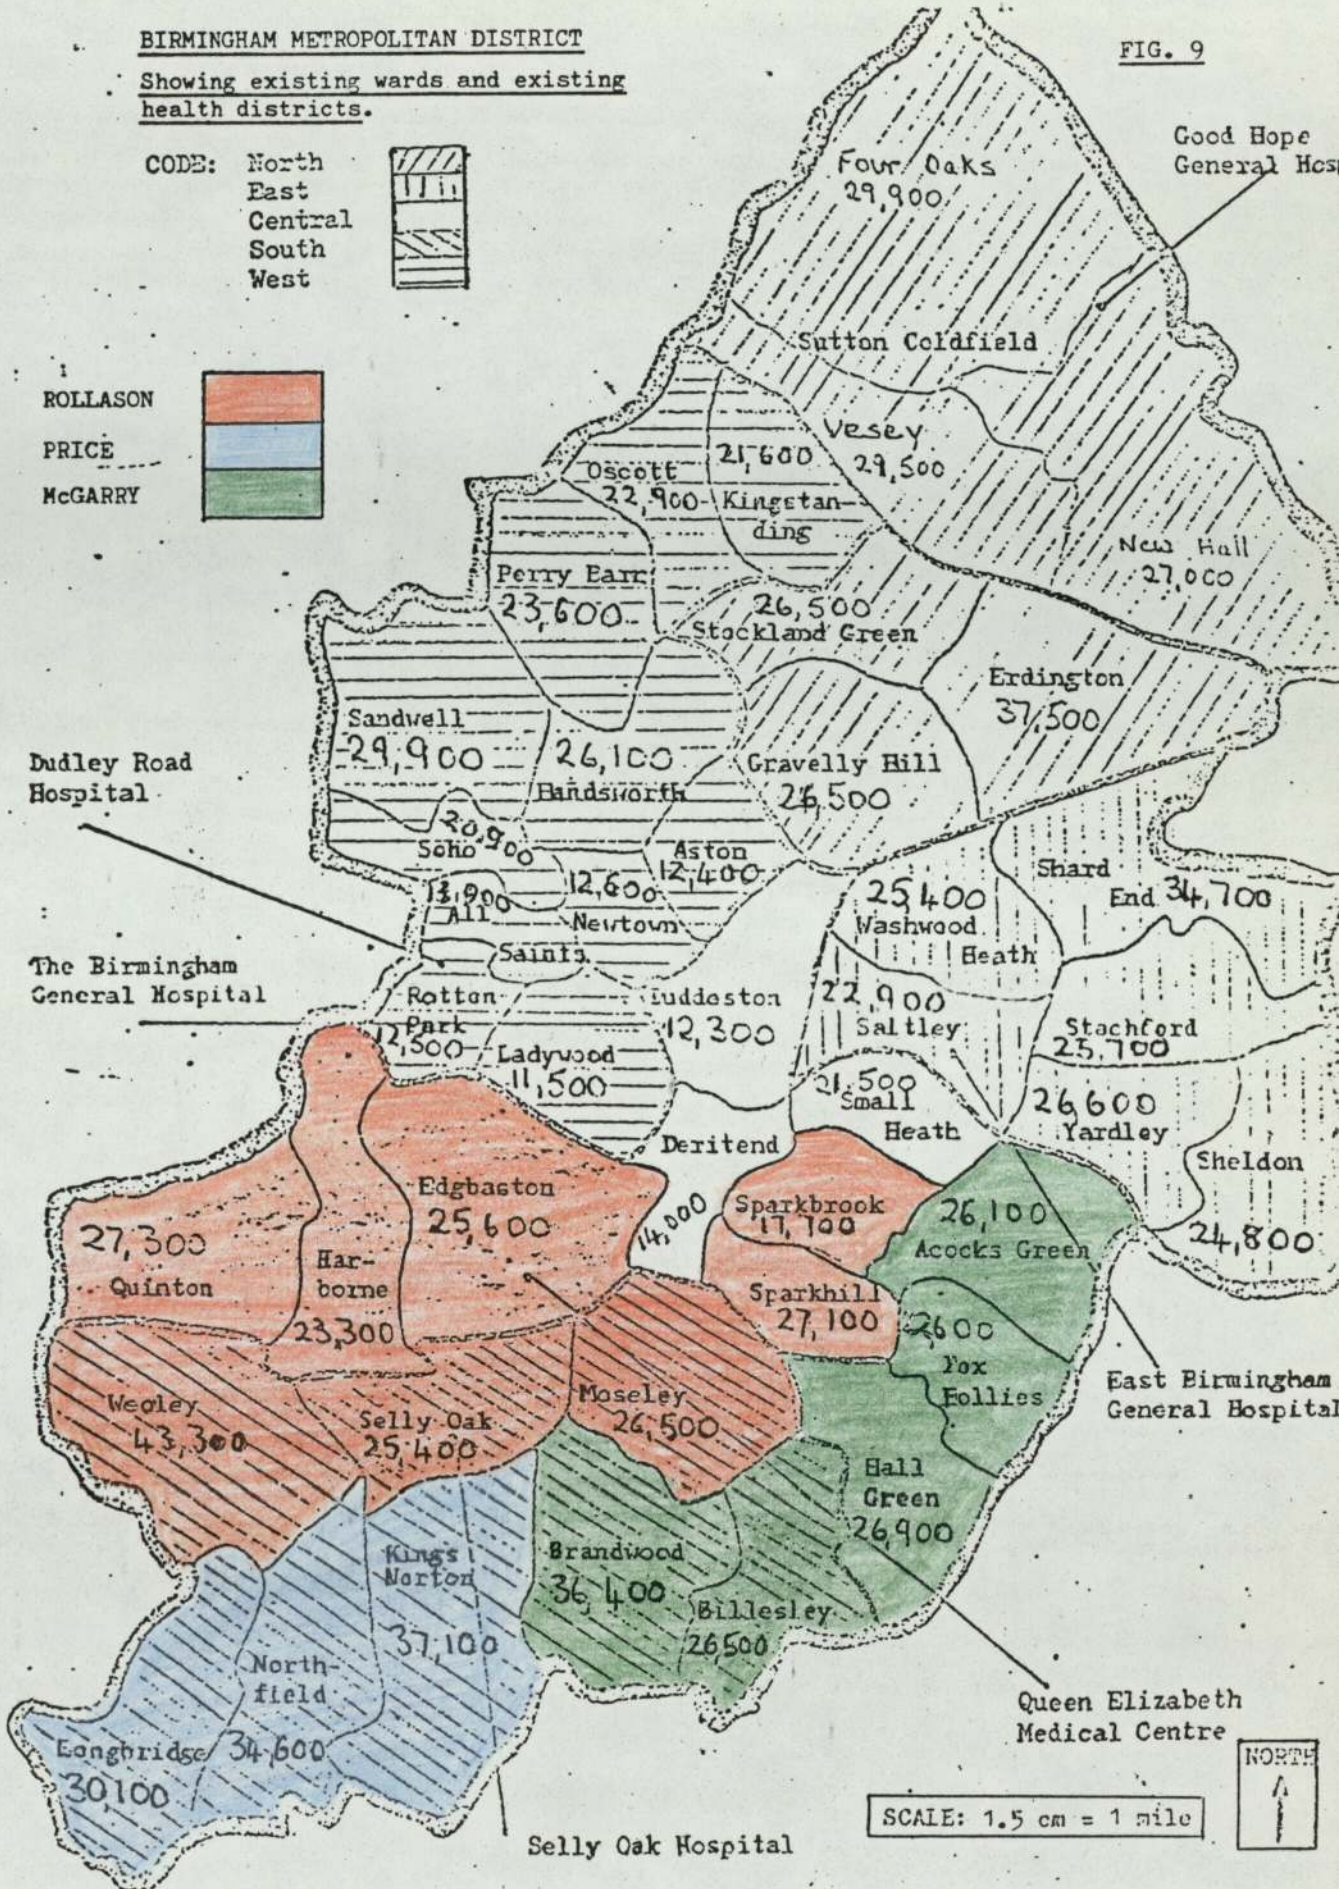 BIRMINGHAM METROPOLITAN DISTRICT
Showing existing wards and existing
health districts.
FIG. 9
CODE: North
East
Central
South
West
ROLLASON
PRICE
McGARRY
Good Hope
General Hosp
Four Oaks
29,900
Sutton Coldfield
Vesey
29,500
21,600
Kingstan-
ding
Oscott
22,900
New Hall
27,000
Perry Barr
23,600
26,500
Stockland Green
Erdington
37,500
Sandwell
29,900
26,100
Handsworth
Gravelly Hill
26,500
Dudley Road
Hospital
20,900
Soho
Aston
12,400
13,900
All
Saints
12,600
Newtown
25,400
Washwood
Heath
Shard
End 34,700
The Birmingham
General Hospital
Rotton
Park
12,500
Ladywood
11,500
Duddeston
12,300
22,900
Saltley
Stechford
25,700
21,500
Small
Heath
26,600
Yardley
Deritend
14,000
Sheldon
24,800
Edgbaston
25,600
Sparkbrook
17,700
26,100
Acocks Green
27,300
Quinton
Har-
borne
23,300
Sparkhill
27,100
2600
Fox
Hollies
East Birmingham
General Hospital
Weoley
43,300
Selly Oak
25,400
Moseley
26,500
Hall
Green
26,900
Kings
Norton
37,100
Brandwood
36,400
Billesley
26,500
North-
field
34,600
Longbridge
30,100
Queen Elizabeth
Medical Centre
NORTH
SCALE: 1.5 cm = 1 mile
Selly Oak Hospital